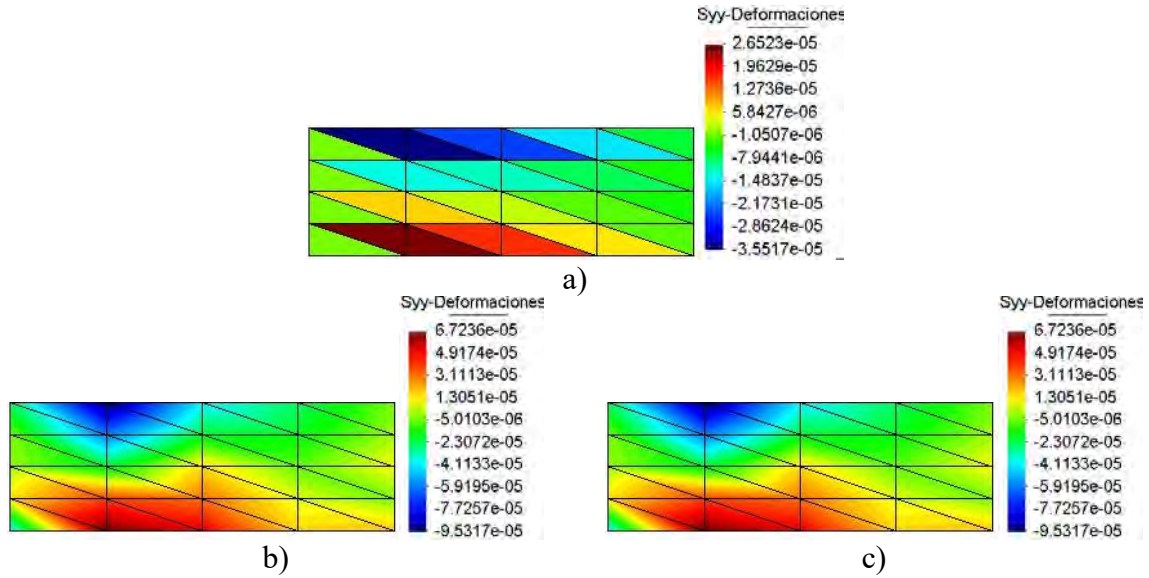 Syy-Deformaciones
2.6523e-05
1.9629e-05
1.2736e-05
5.8427e-06
-1.0507e-06
-7.9441e-06
-1.4837e-05
-2.1731e-05
-2.8624e-05
-3.5517e-05
a)
Syy-Deformaciones
6.7236e-05
4.9174e-05
3.1113e-05
1.3051e-05
-5.0103e-06
-2.3072e-05
-4.1133e-05
-5.9195e-05
-7.7257e-05
-9.5317e-05
b)
Syy-Deformaciones
6.7236e-05
4.9174e-05
3.1113e-05
1.3051e-05
-5.0103e-06
-2.3072e-05
-4.1133e-05
-5.9195e-05
-7.7257e-05
-9.5317e-05
c)